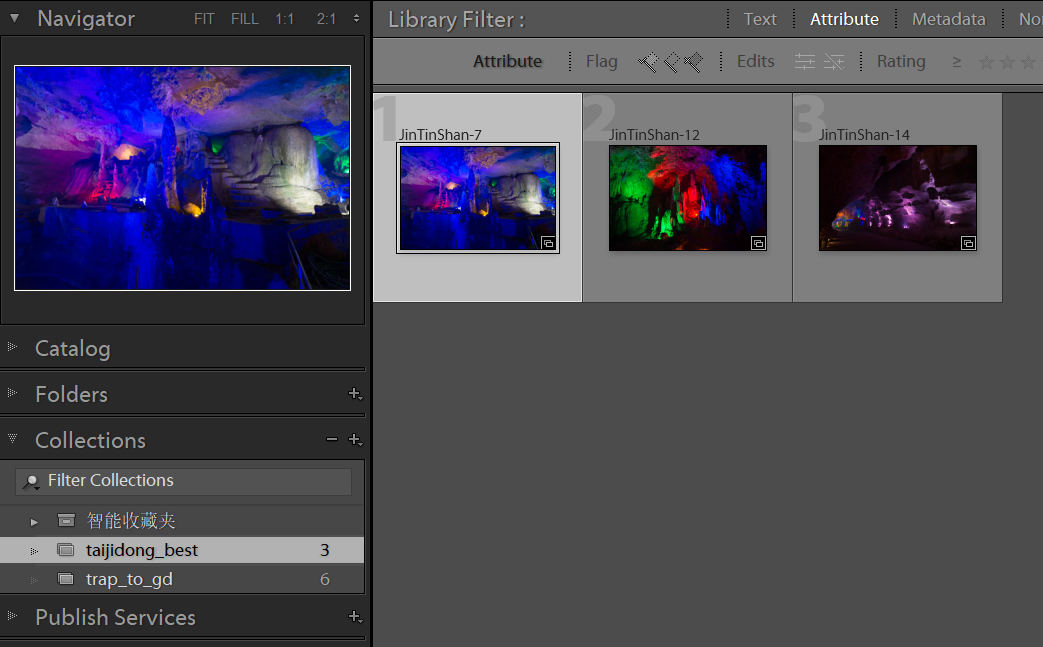 Navigator FIT FILL 1:1 2:1
Library Filter : Text Attribute Metadata
Attribute Flag Edits Rating ≥
1 JinTinShan-7
2 JinTinShan-12
3 JinTinShan-14
Catalog
Folders
Collections
Filter Collections
智能收藏夹
taijidong_best 3
trap_to_gd 6
Publish Services